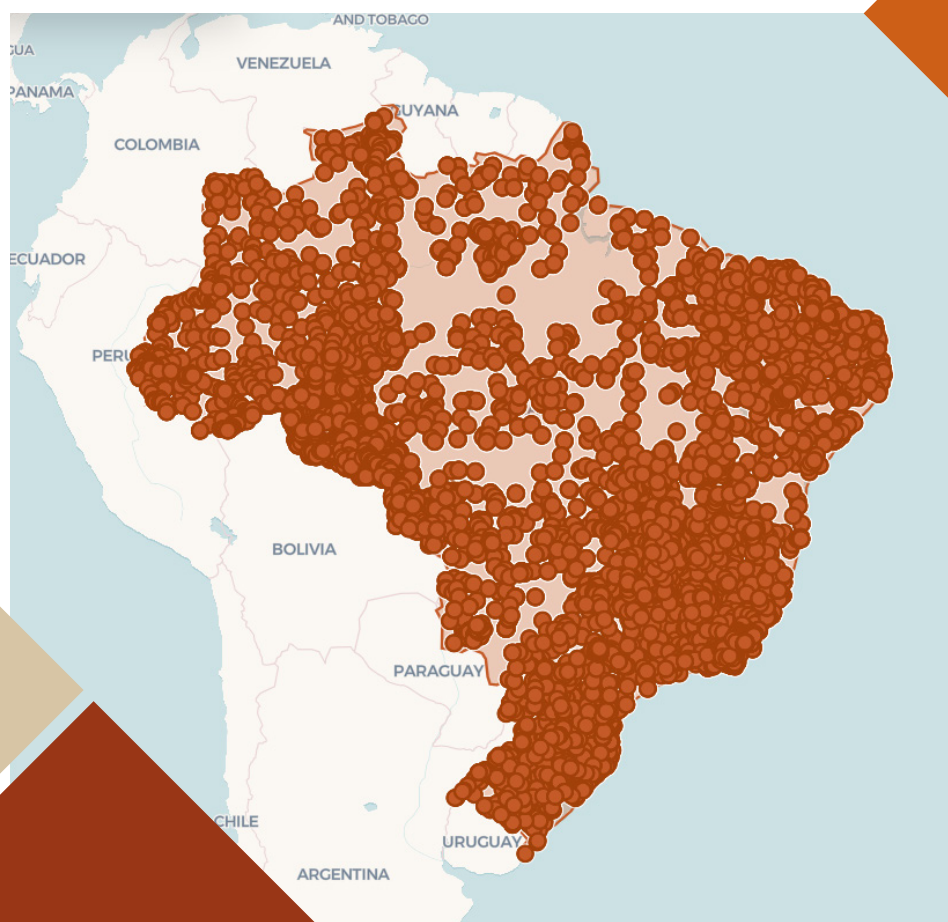 AND TOBAGO
GUA
VENEZUELA
PANAMA
GUYANA
COLOMBIA
ECUADOR
PERU
BOLIVIA
PARAGUAY
CHILE
URUGUAY
ARGENTINA